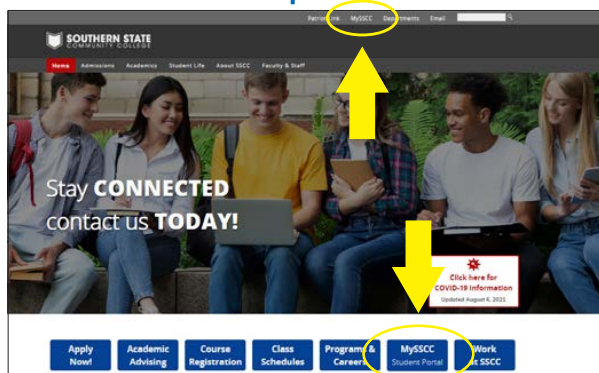 PatriotLink MySSCC Departments Email
SOUTHERN STATE
COMMUNITY COLLEGE
Home Admissions Academics Student Life About SSCC Faculty & Staff
Stay CONNECTED
contact us TODAY!
Click here for
COVID-19 Information
Updated August 6, 2021
Apply Now!
Academic Advising
Course Registration
Class Schedules
Programs & Careers
MySSCC
Student Portal
Work at SSCC